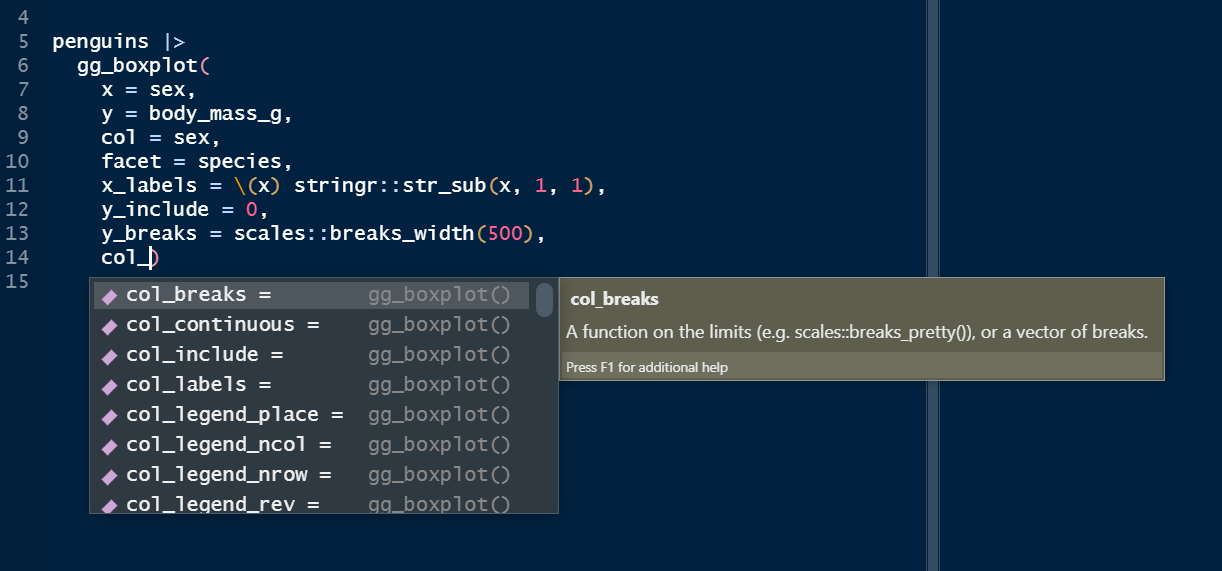 4
5 penguins |>
6 gg_boxplot(
7 x = sex,
8 y = body_mass_g,
9 col = sex,
10 facet = species,
11 x_labels = \(x) stringr::str_sub(x, 1, 1),
12 y_include = 0,
13 y_breaks = scales::breaks_width(500),
14 col_)
15
col_breaks = gg_boxplot()
col_continuous = gg_boxplot()
col_include = gg_boxplot()
col_labels = gg_boxplot()
col_legend_place = gg_boxplot()
col_legend_ncol = gg_boxplot()
col_legend_nrow = gg_boxplot()
col_legend_rev = gg_boxplot()
col_breaks
A function on the limits (e.g. scales::breaks_pretty()), or a vector of breaks.
Press F1 for additional help